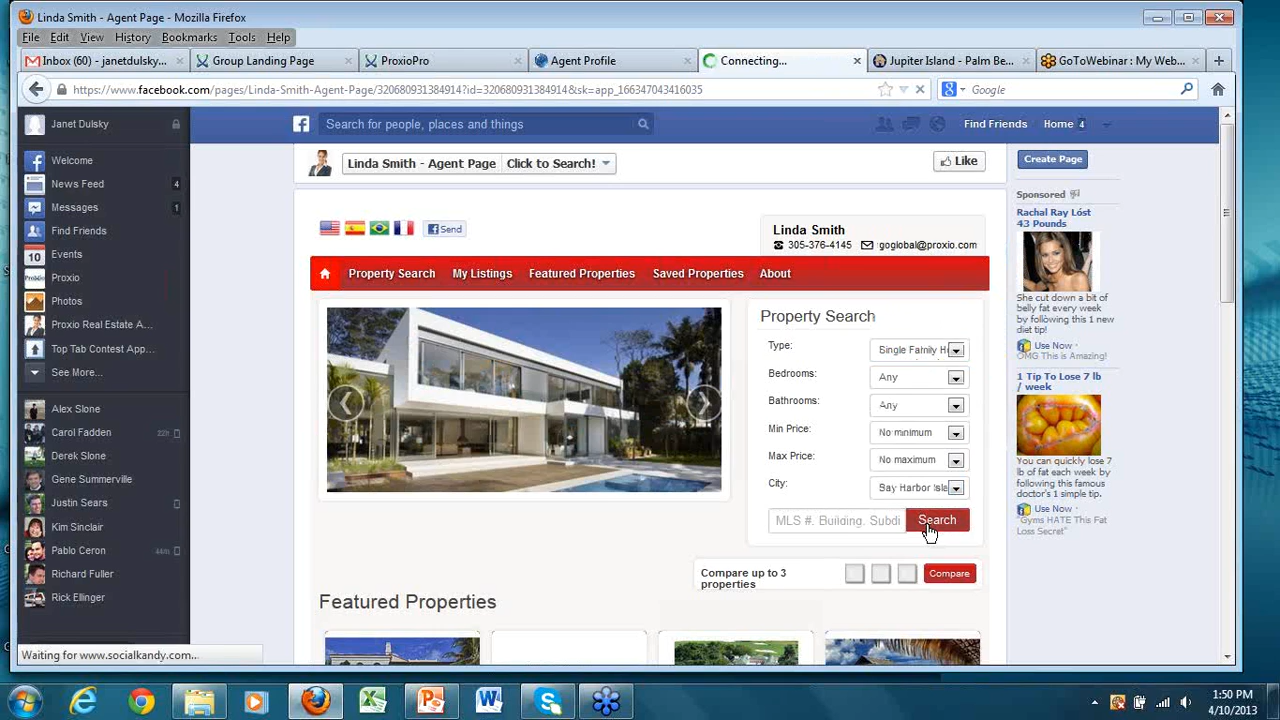 Linda Smith - Agent Page - Mozilla Firefox
File Edit View History Bookmarks Tools Help
Inbox (60) - janetdulsky...
Group Landing Page
ProxioPro
Agent Profile
Connecting...
Jupiter Island - Palm Be...
GoToWebinar : My Web...
https://www.facebook.com/pages/Linda-Smith-Agent-Page/320680931384914?id=320680931384914&sk=app_166347043416035
Google
Janet Dulsky
Search for people, places and things
Find Friends
Home 4
Welcome
News Feed 4
Messages 1
Find Friends
10 Events
Proxio
Photos
Proxio Real Estate A...
Top Tab Contest App...
See More...
Alex Slone
Carol Fadden 22h
Derek Slone
Gene Summerville
Justin Sears
Kim Sinclair
Pablo Ceron 44m
Richard Fuller
Rick Ellinger
Waiting for www.socialkandy.com...
Linda Smith - Agent Page Click to Search!
Like
Send
Linda Smith
305-376-4145 goglobal@proxio.com
Property Search My Listings Featured Properties Saved Properties About
Property Search
Type: Single Family H
Bedrooms: Any
Bathrooms: Any
Min Price: No minimum
Max Price: No maximum
City: Bay Harbor Isla
MLS #, Building, Subdi Search
Compare up to 3
properties
Compare
Featured Properties
Create Page
Sponsored
Rachal Ray Lóst
43 Pounds
She cut down a bit of
belly fat every week
by following this 1 new
diet tip!
Use Now ·
OMG This is Amazing!
1 Tip To Lose 7 lb
/ week
You can quickly lose 7
lb of fat each week by
following this famous
doctor's 1 simple tip.
Use Now ·
"Gyms HATE This Fat
Loss Secret"
1:50 PM
4/10/2013